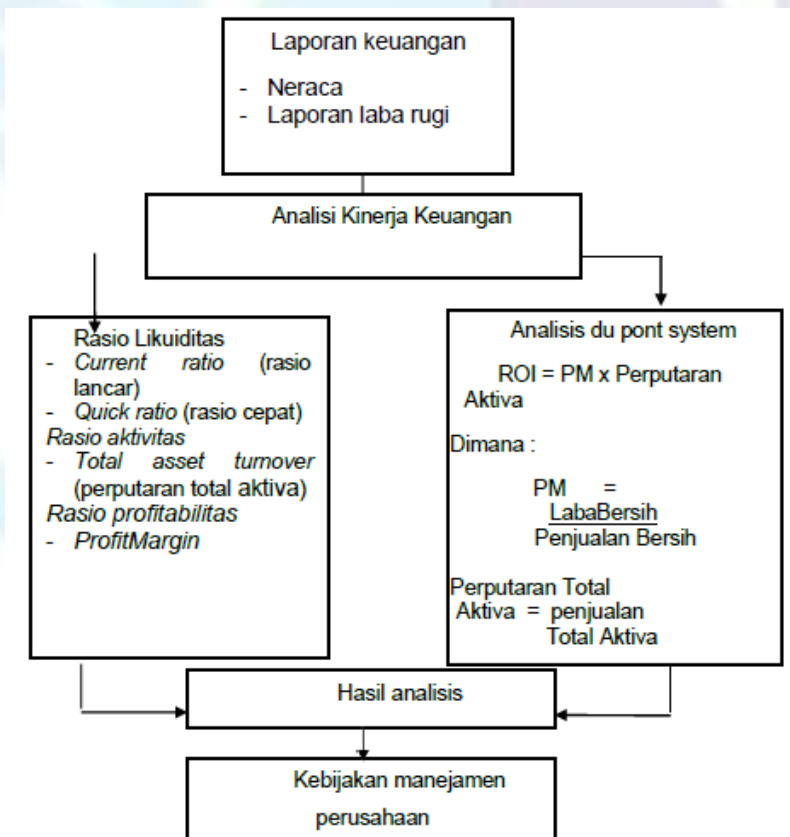 Laporan keuangan
- Neraca
- Laporan laba rugi
Analisi Kinerja Keuangan
Rasio Likuiditas
- Current ratio (rasio
lancar)
- Quick ratio (rasio cepat)
Rasio aktivitas
- Total asset turnover
(perputaran total aktiva)
Rasio profitabilitas
- ProfitMargin
Analisis du pont system
ROI = PM x Perputaran
Aktiva
Dimana :
PM =
LabaBersih
Penjualan Bersih
Perputaran Total
Aktiva = penjualan
Total Aktiva
Hasil analisis
Kebijakan manejamen
perusahaan